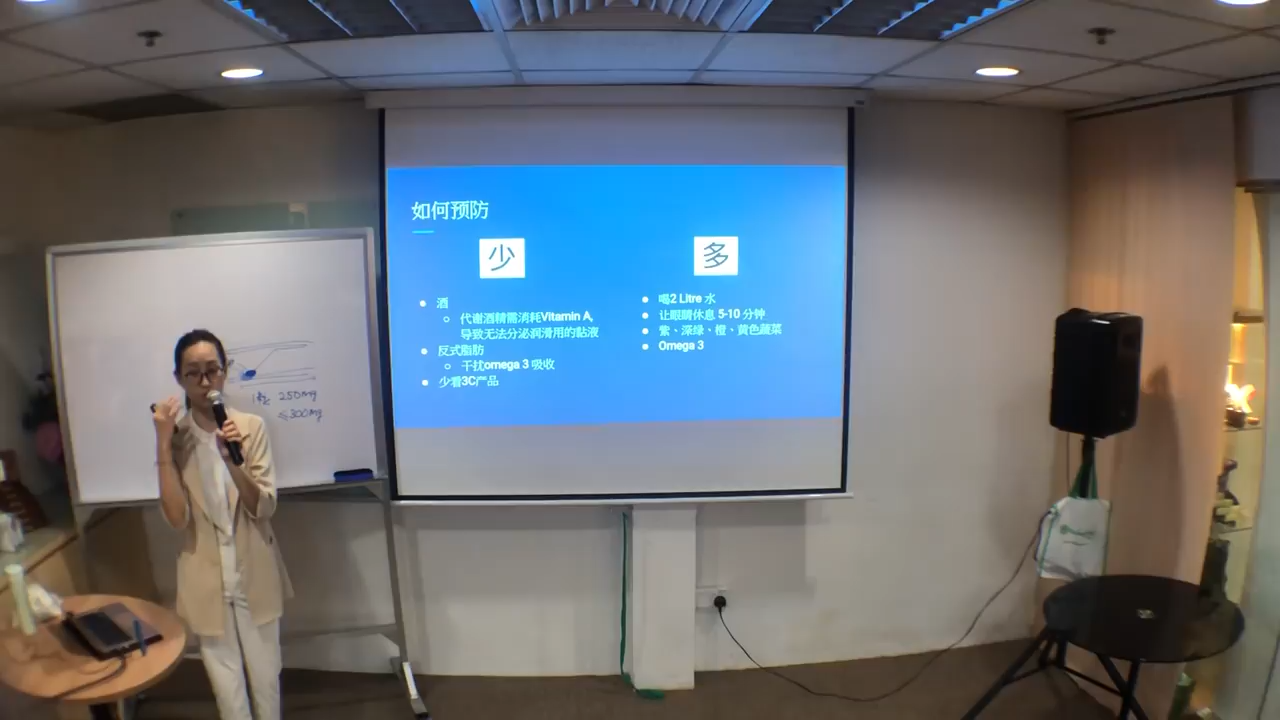 如何预防
少
酒
代谢酒精需消耗Vitamin A,
导致无法分泌润滑用的黏液
反式脂肪
干扰omega 3 吸收
少看3C产品
多
喝2 Litre 水
让眼睛休息 5-10 分钟
紫、深绿、橙、黄色蔬菜
Omega 3
250mg
≤300mg